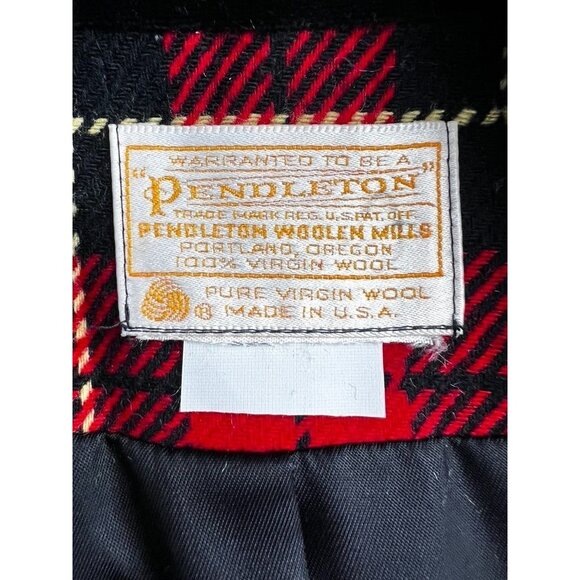 WARRANTED TO BE A
"PENDLETON"
TRADE MARK REG. U.S. PAT. OFF.
PENDLETON WOOLEN MILLS
PORTLAND, OREGON
100% VIRGIN WOOL
PURE VIRGIN WOOL
® MADE IN U.S.A.